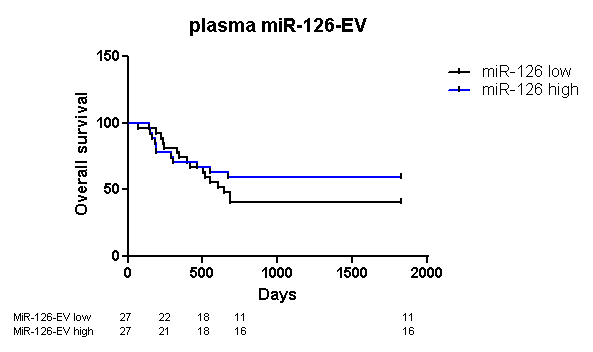 plasma miR-126-EV
150
100
50
0
Overall survival
0 500 1000 1500 2000
Days
miR-126 low
miR-126 high
MiR-126-EV low 27 22 18 11 11
MiR-126-EV high 27 21 18 16 16